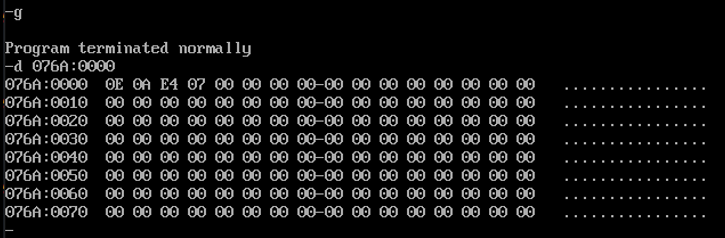 -g
Program terminated normally
-d 076A:0000
076A:0000  0E 0A E4 07 00 00 00 00-00 00 00 00 00 00 00 00   ................
076A:0010  00 00 00 00 00 00 00 00-00 00 00 00 00 00 00 00   ................
076A:0020  00 00 00 00 00 00 00 00-00 00 00 00 00 00 00 00   ................
076A:0030  00 00 00 00 00 00 00 00-00 00 00 00 00 00 00 00   ................
076A:0040  00 00 00 00 00 00 00 00-00 00 00 00 00 00 00 00   ................
076A:0050  00 00 00 00 00 00 00 00-00 00 00 00 00 00 00 00   ................
076A:0060  00 00 00 00 00 00 00 00-00 00 00 00 00 00 00 00   ................
076A:0070  00 00 00 00 00 00 00 00-00 00 00 00 00 00 00 00   ................
-